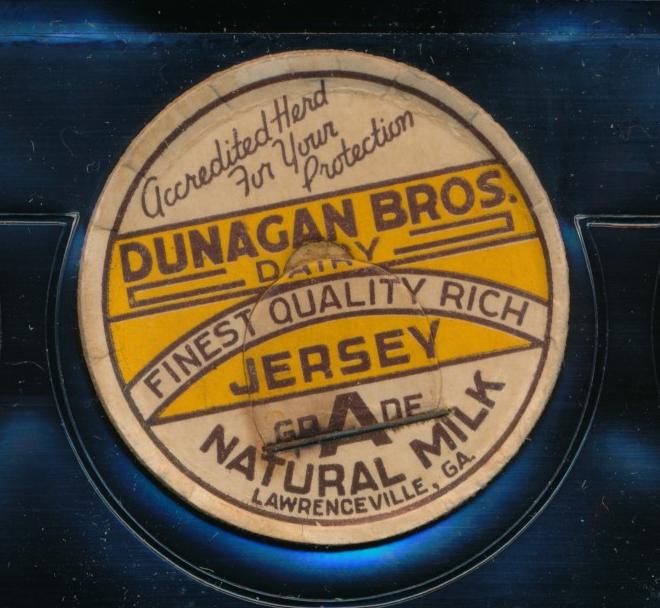 Accredited Herd
For Your
Protection
DUNAGAN BROS.
DAIRY
FINEST QUALITY RICH
JERSEY
GRADE
NATURAL MILK
LAWRENCEVILLE, GA.